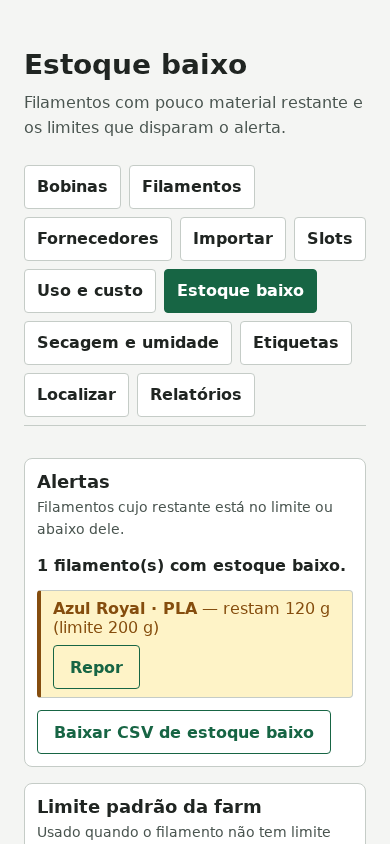 Estoque baixo
Filamentos com pouco material restante e
os limites que disparam o alerta.
Bobinas
Filamentos
Fornecedores
Importar
Slots
Uso e custo
Estoque baixo
Secagem e umidade
Etiquetas
Localizar
Relatórios
Alertas
Filamentos cujo restante está no limite ou
abaixo dele.
1 filamento(s) com estoque baixo.
Azul Royal · PLA — restam 120 g
(limite 200 g)
Repor
Baixar CSV de estoque baixo
Limite padrão da farm
Usado quando o filamento não tem limite